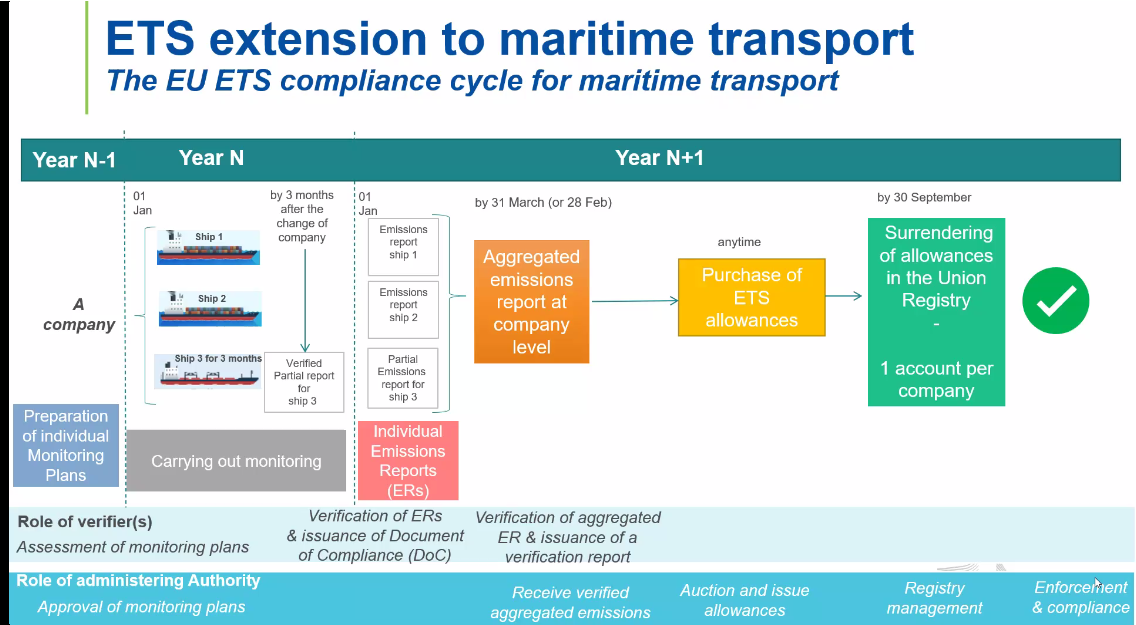 ETS extension to maritime transport
The EU ETS compliance cycle for maritime transport
Year N-1
Year N
Year N+1
01
Jan
by 3 months
after the
change of
company
01
Jan
by 31 March (or 28 Feb)
by 30 September
anytime
A
company
Ship 1
Ship 2
Ship 3 for 3 months
Verified
Partial report
for
ship 3
Emissions
report
ship 1
Emissions
report
ship 2
Partial
Emissions
report for
ship 3
Aggregated
emissions
report at
company
level
Purchase of
ETS
allowances
Surrendering
of allowances
in the Union
Registry
-
1 account per
company
Preparation
of individual
Monitoring
Plans
Carrying out monitoring
Individual
Emissions
Reports
(ERs)
Role of verifier(s)
Assessment of monitoring plans
Verification of ERs
& issuance of Document
of Compliance (DoC)
Verification of aggregated
ER & issuance of a
verification report
Role of administering Authority
Approval of monitoring plans
Receive verified
aggregated emissions
Auction and issue
allowances
Registry
management
Enforcement
& compliance